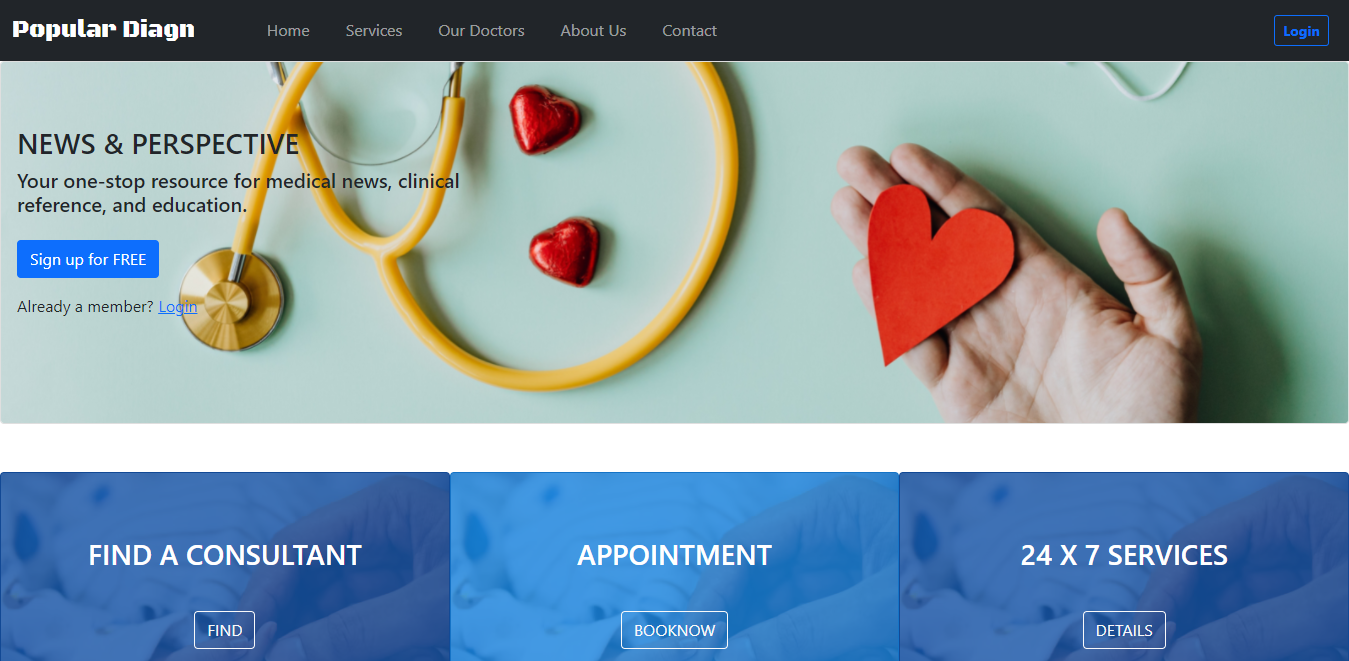 Popular Diagn
Home
Services
Our Doctors
About Us
Contact
Login
NEWS & PERSPECTIVE
Your one-stop resource for medical news, clinical
reference, and education.
Sign up for FREE
Already a member? Login
FIND A CONSULTANT
FIND
APPOINTMENT
BOOKNOW
24 X 7 SERVICES
DETAILS